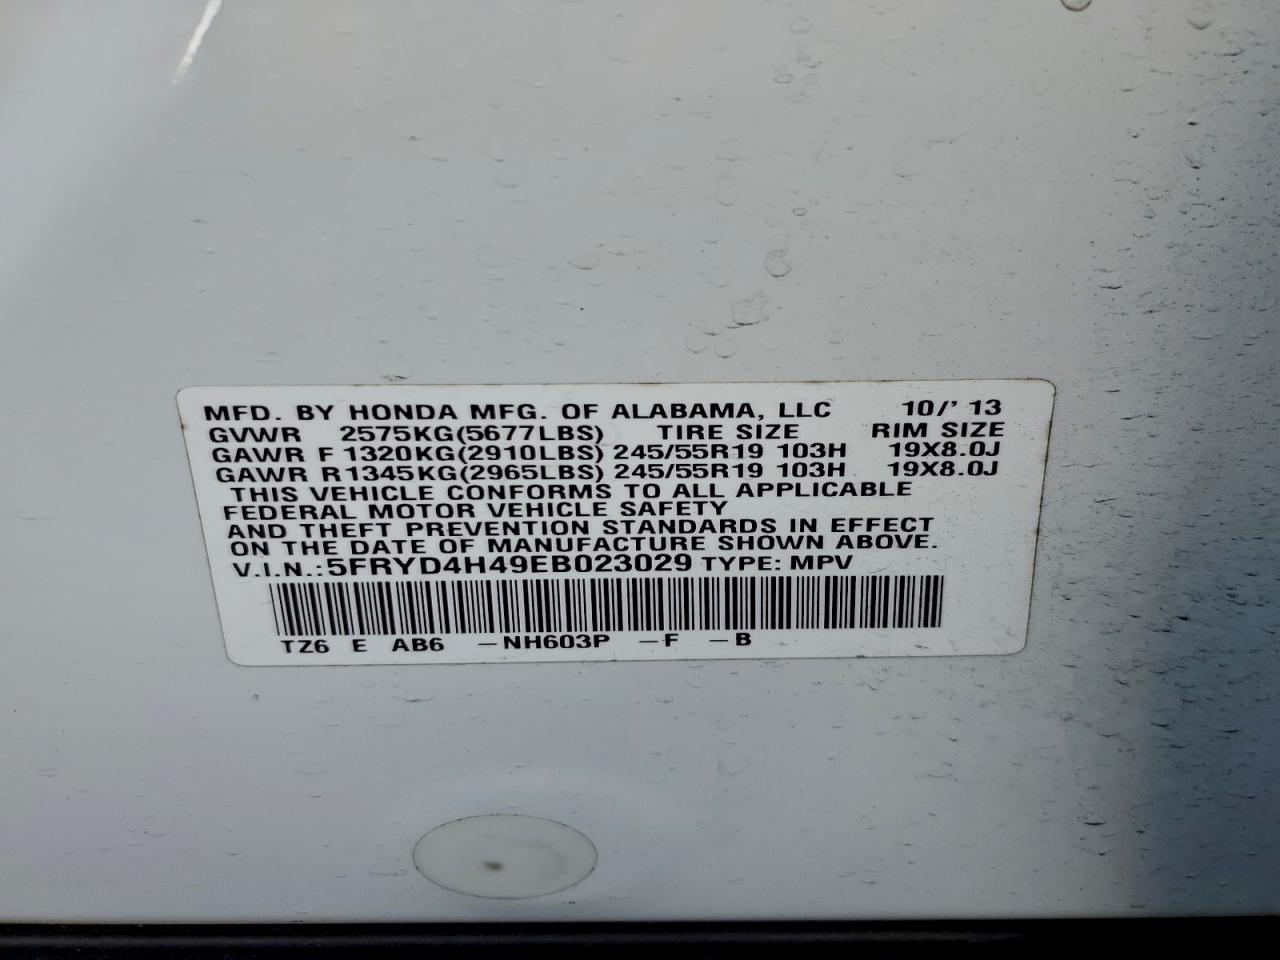 MFD. BY HONDA MFG. OF ALABAMA, LLC 10/' 13
GVWR 2575KG(5677LBS) TIRE SIZE RIM SIZE
GAWR F 1320KG(2910LBS) 245/55R19 103H 19X8.0J
GAWR R1345KG(2965LBS) 245/55R19 103H 19X8.0J
THIS VEHICLE CONFORMS TO ALL APPLICABLE
FEDERAL MOTOR VEHICLE SAFETY
AND THEFT PREVENTION STANDARDS IN EFFECT
ON THE DATE OF MANUFACTURE SHOWN ABOVE.
V.I.N.: 5FRYD4H49EB023029 TYPE: MPV
TZ6 E AB6 -NH603P -F -B